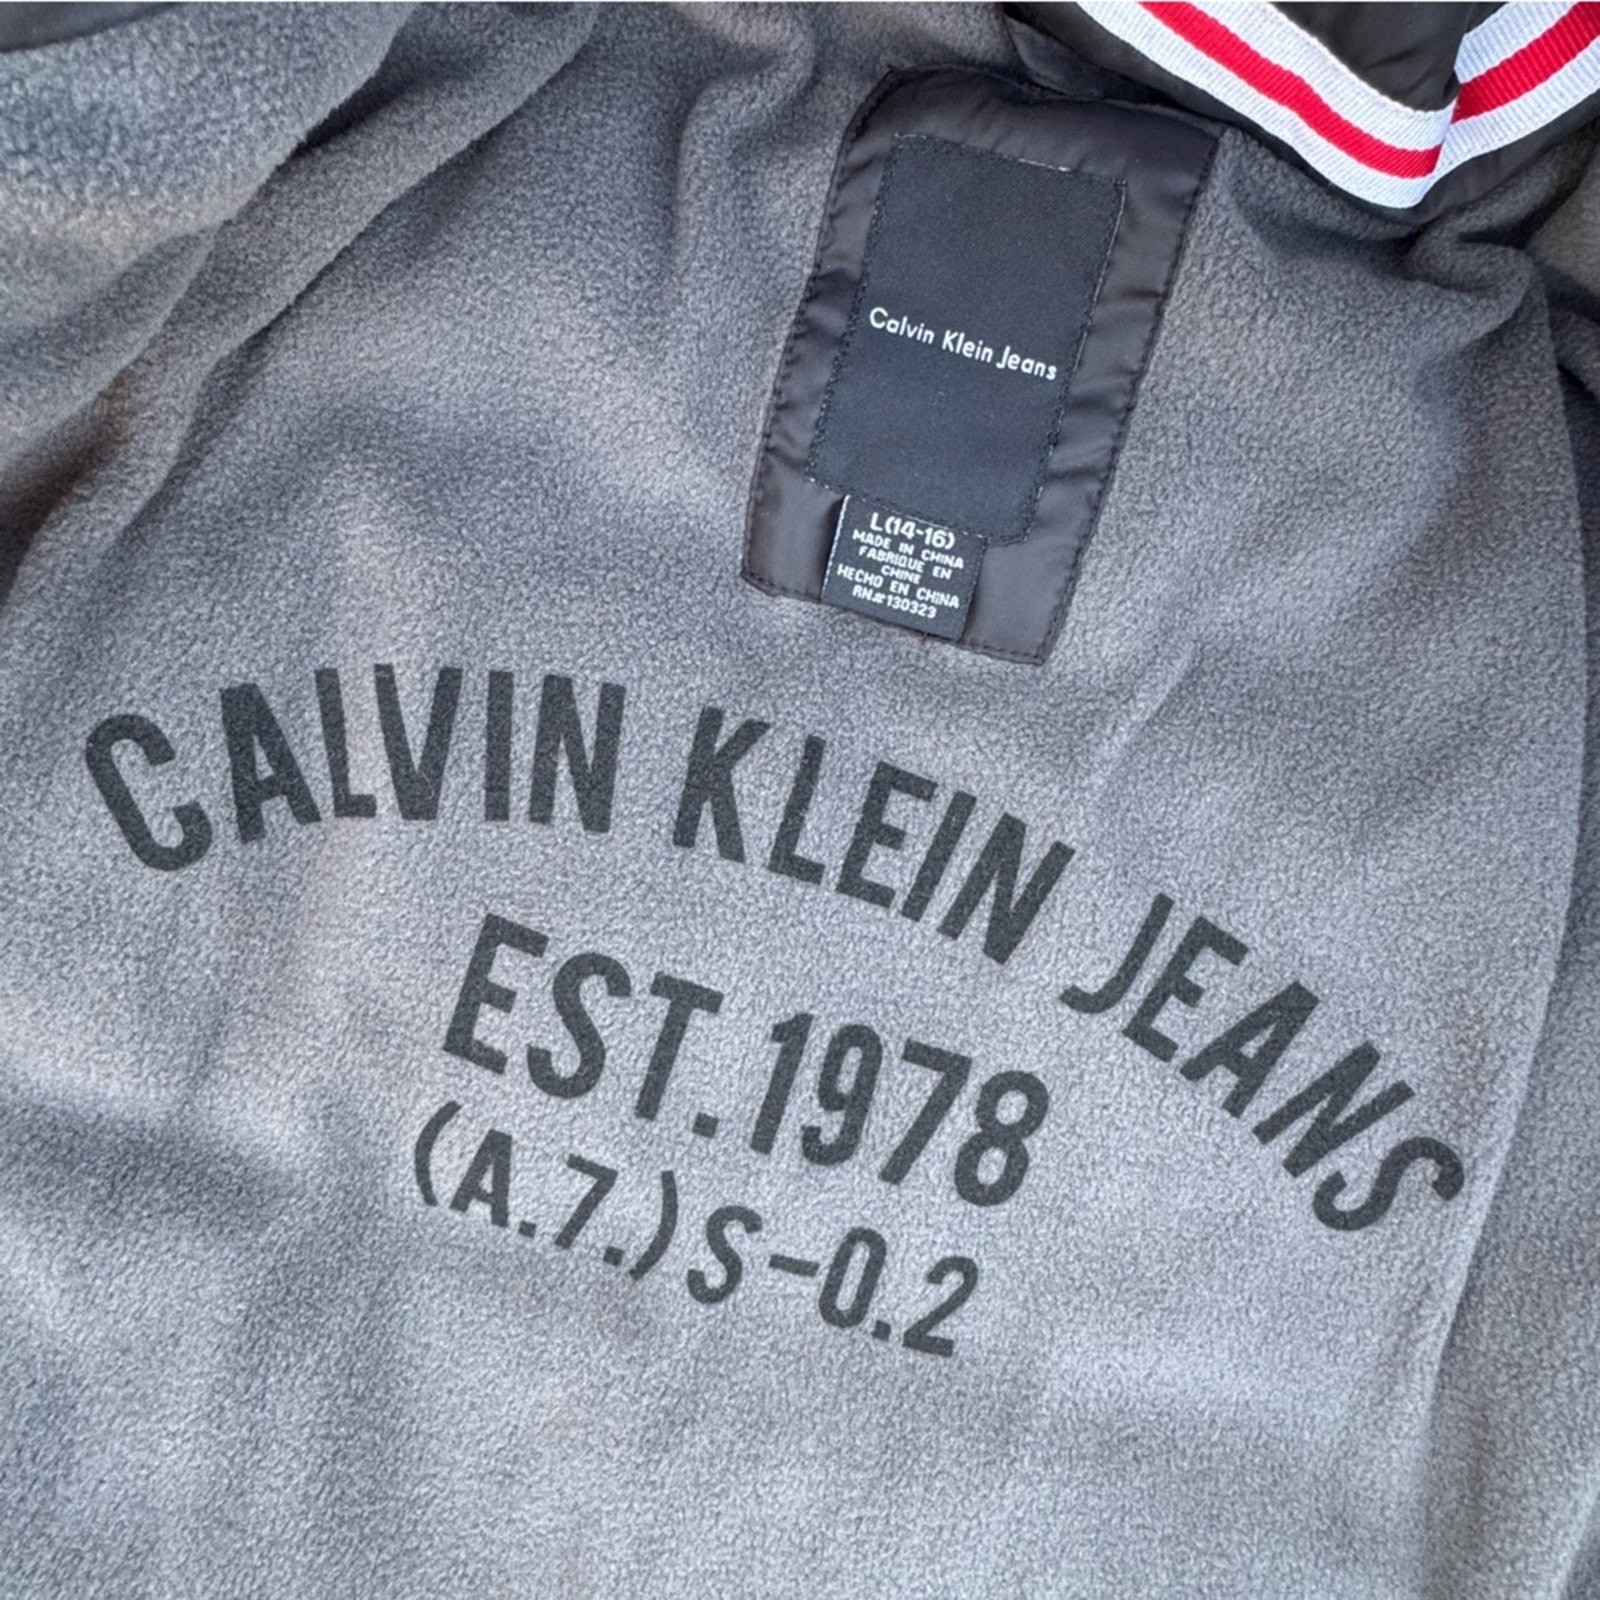 Calvin Klein Jeans
L(14-16)
MADE IN CHINA
FABRIQUE EN
CHINE
HECHO EN CHINA
RN#130323
CALVIN KLEIN JEANS
EST.1978
(A.7.)S-0.2